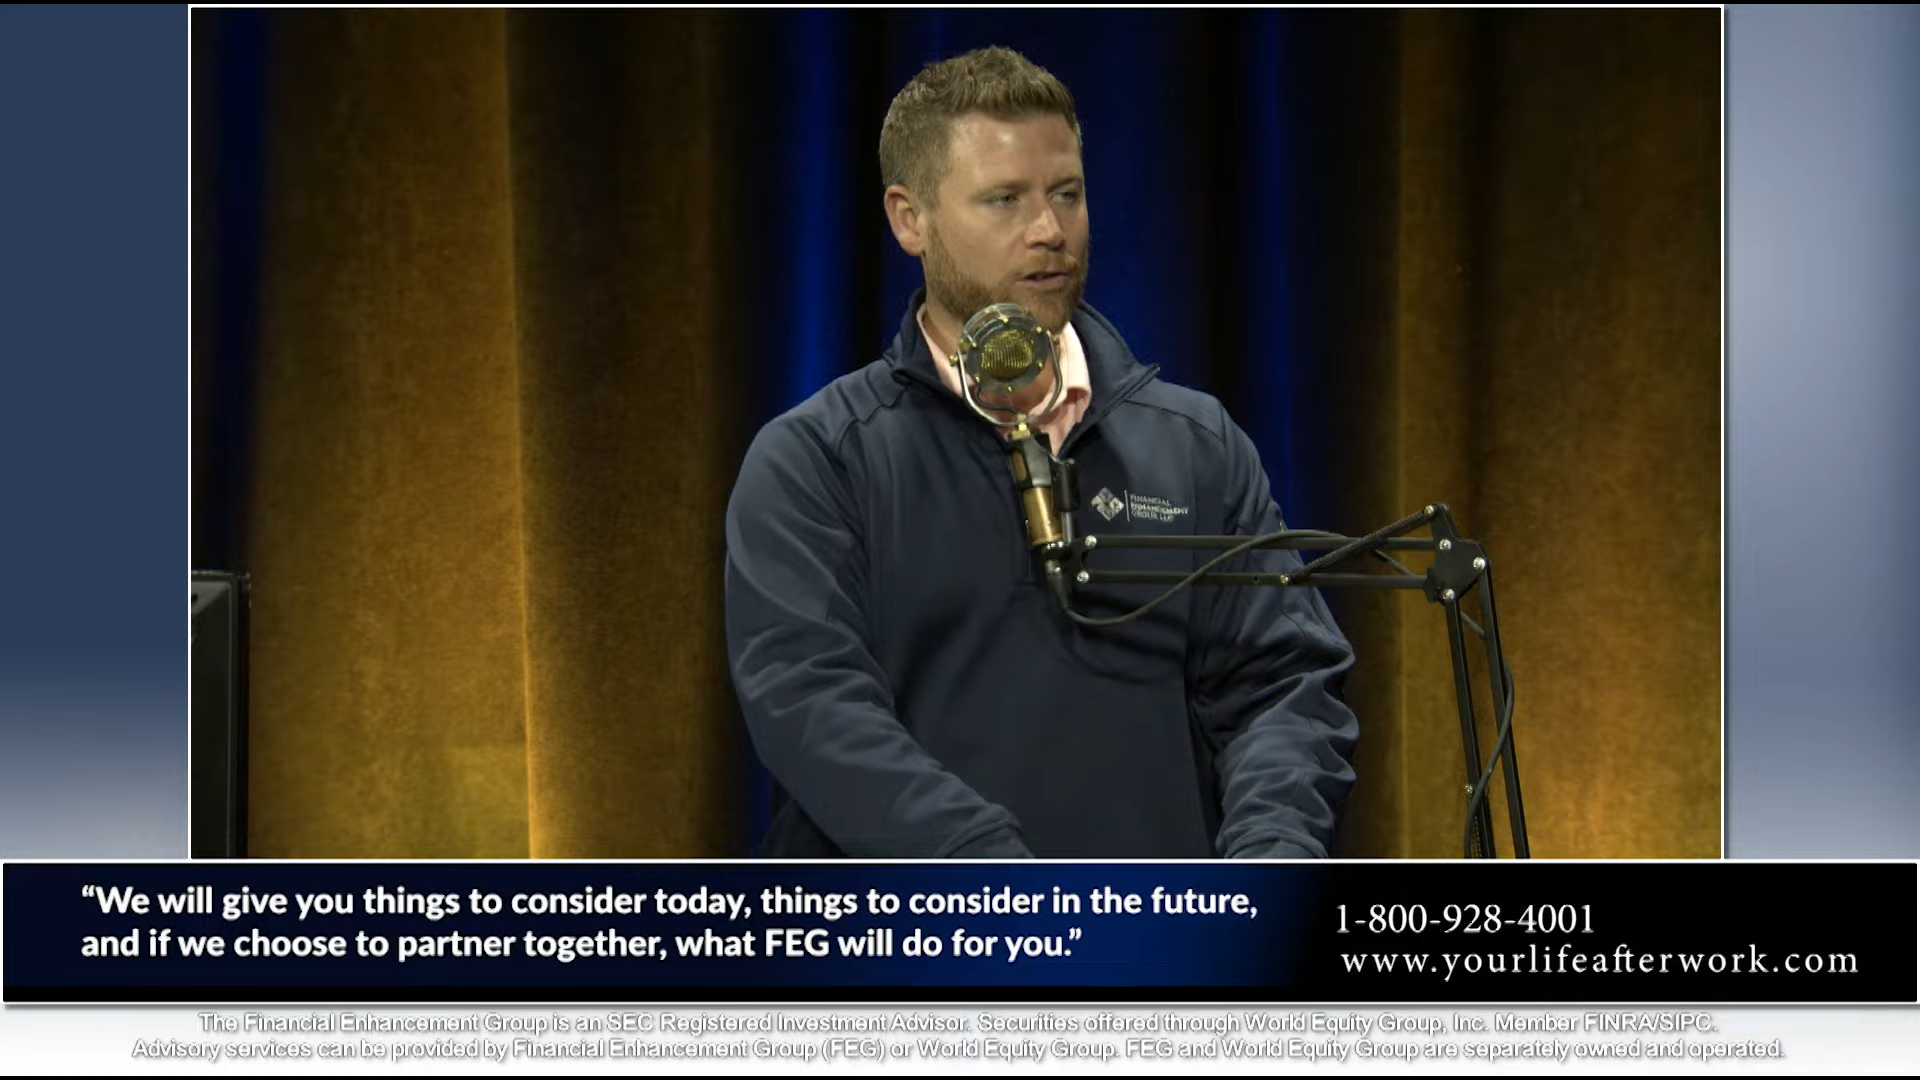 FINANCIAL
ENHANCEMENT
GROUP, LLC
“We will give you things to consider today, things to consider in the future,
and if we choose to partner together, what FEG will do for you.”
1-800-928-4001
www.yourlifeafterwork.com
The Financial Enhancement Group is an SEC Registered Investment Advisor. Securities offered through World Equity Group, Inc. Member FINRA/SIPC.
Advisory services can be provided by Financial Enhancement Group (FEG) or World Equity Group. FEG and World Equity Group are separately owned and operated.